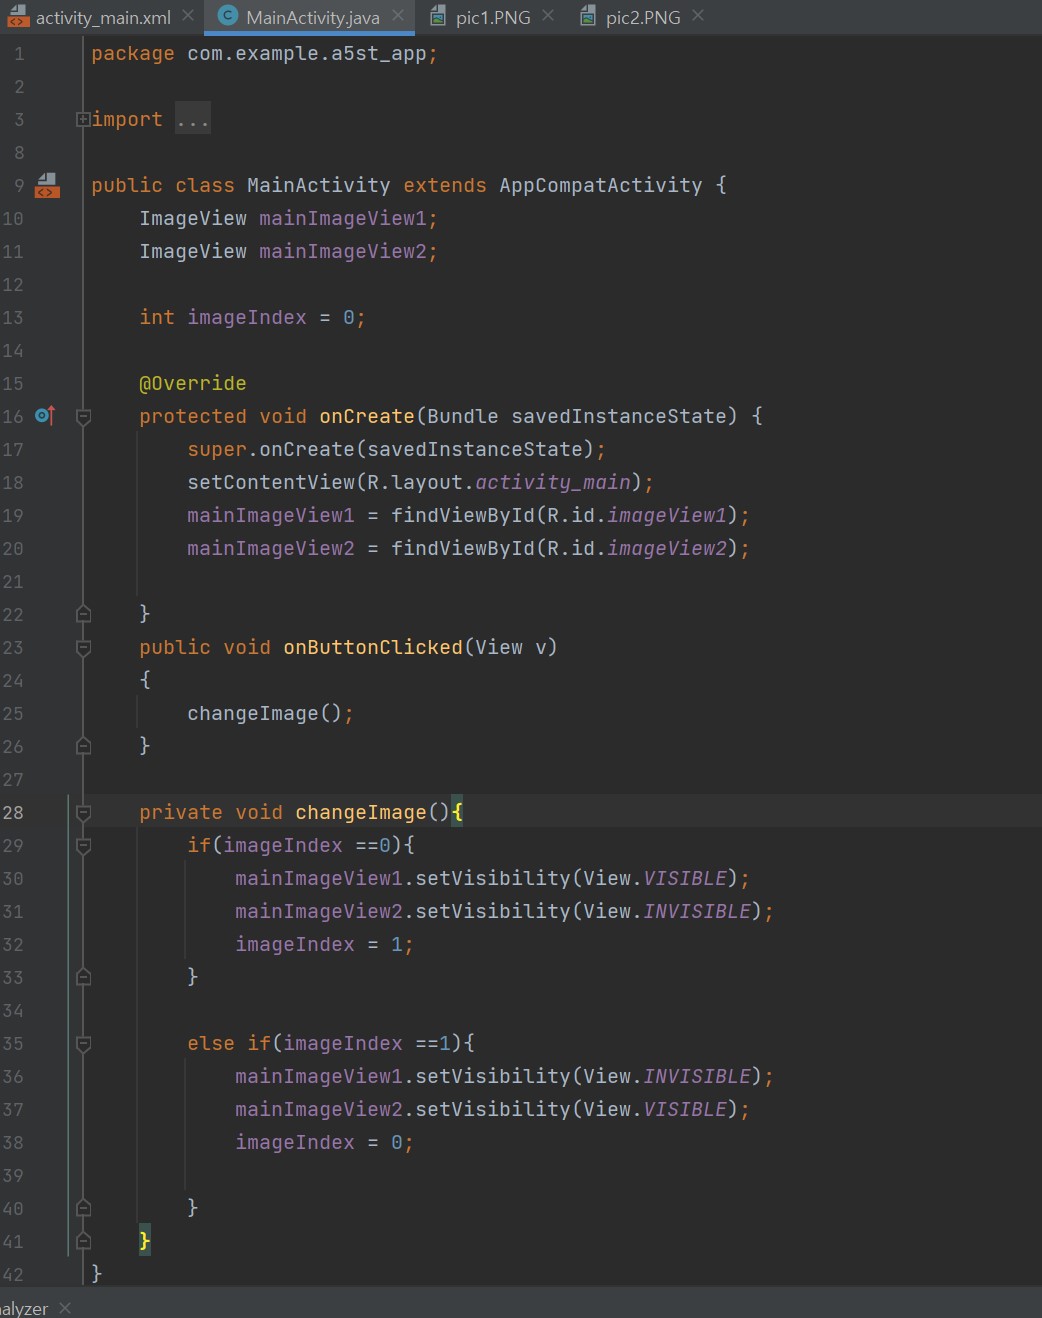 activity_main.xml MainActivity.java pic1.PNG pic2.PNG
1 package com.example.a5st_app;
2
3 import ...
8
9 public class MainActivity extends AppCompatActivity {
10 ImageView mainImageView1;
11 ImageView mainImageView2;
12
13 int imageIndex = 0;
14
15 @Override
16 protected void onCreate(Bundle savedInstanceState) {
17 super.onCreate(savedInstanceState);
18 setContentView(R.layout.activity_main);
19 mainImageView1 = findViewById(R.id.imageView1);
20 mainImageView2 = findViewById(R.id.imageView2);
21
22 }
23 public void onButtonClicked(View v)
24 {
25 changeImage();
26 }
27
28 private void changeImage(){
29 if(imageIndex ==0){
30 mainImageView1.setVisibility(View.VISIBLE);
31 mainImageView2.setVisibility(View.INVISIBLE);
32 imageIndex = 1;
33 }
34
35 else if(imageIndex ==1){
36 mainImageView1.setVisibility(View.INVISIBLE);
37 mainImageView2.setVisibility(View.VISIBLE);
38 imageIndex = 0;
39
40 }
41 }
42 }
alyzer